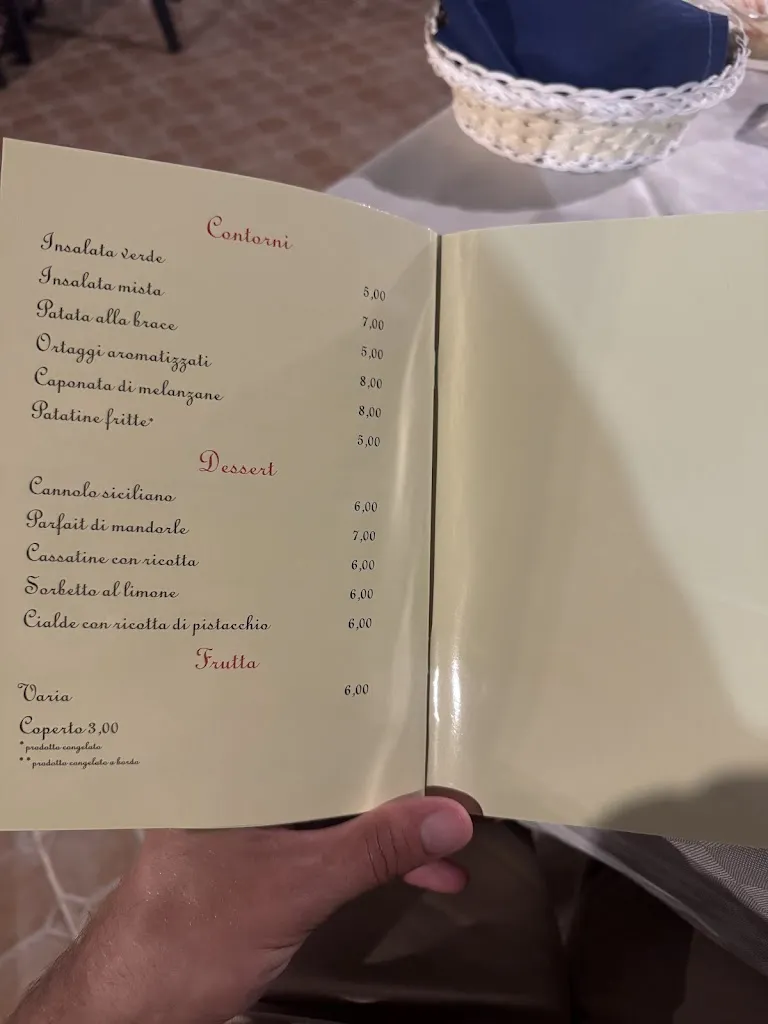 Contorni
Insalata verde 5,00
Insalata mista 7,00
Patata alla brace 5,00
Ortaggi aromatizzati 8,00
Caponata di melanzane 8,00
Patatine fritte* 5,00
Dessert
Cannolo siciliano 6,00
Parfait di mandorle 7,00
Cassatine con ricotta 6,00
Sorbetto al limone 6,00
Cialde con ricotta di pistacchio 6,00
Frutta
Varia 6,00
Coperto 3,00
* prodotto congelato
** prodotto congelato a bordo